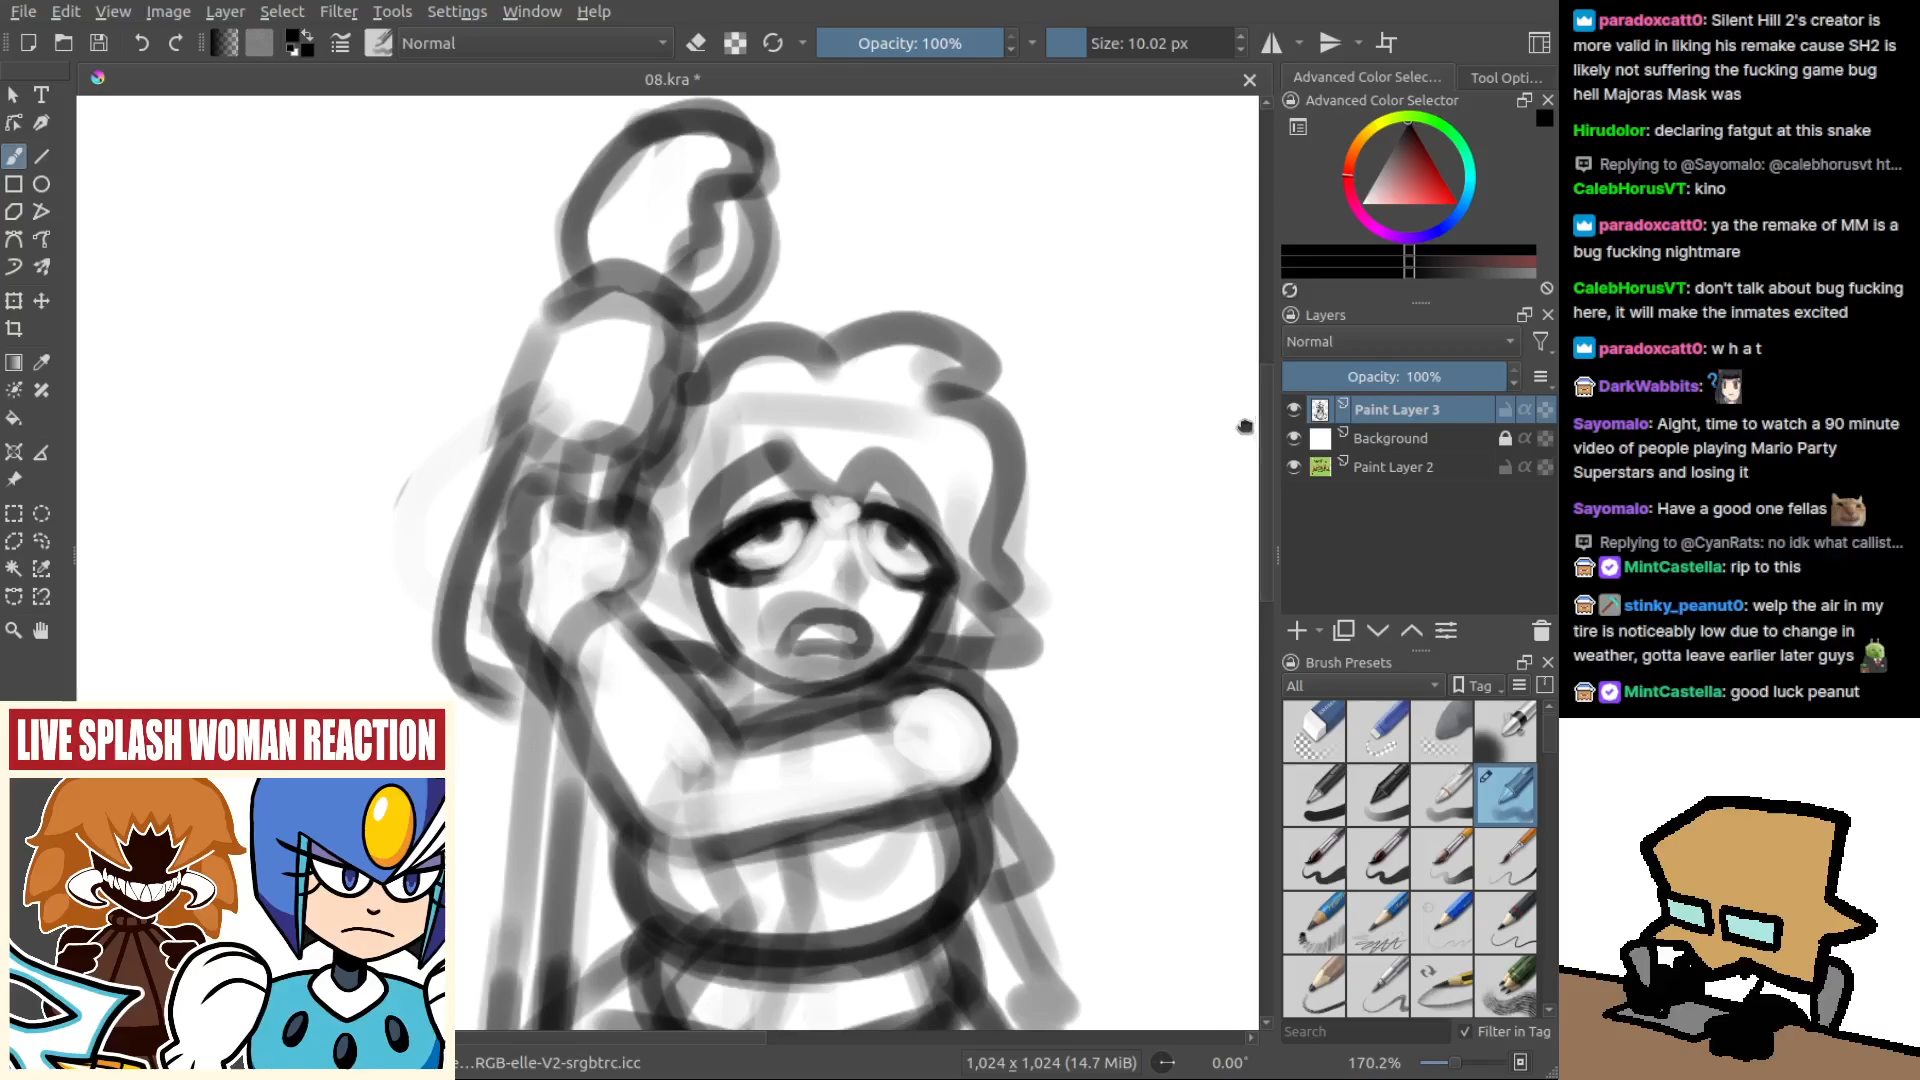 File Edit View Image Layer Select Filter Tools Settings Window Help
Normal
Opacity: 100%
Size: 10.02 px
08.kra *
Advanced Color Selec...
Tool Opti...
Advanced Color Selector
Layers
Normal
Opacity: 100%
Paint Layer 3
Background
Paint Layer 2
Brush Presets
All
Tag
Search
Filter in Tag
...RGB-elle-V2-srgbtrc.icc
1,024 x 1,024 (14.7 MiB)
0.00°
170.2%
LIVE SPLASH WOMAN REACTION
paradoxcatt0: Silent Hill 2's creator is
more valid in liking his remake cause SH2 is
likely not suffering the fucking game bug
hell Majoras Mask was
Hirudolor: declaring fatgut at this snake
Replying to @Sayomalo: @calebhorusvt ht...
CalebHorusVT: kino
paradoxcatt0: ya the remake of MM is a
bug fucking nightmare
CalebHorusVT: don't talk about bug fucking
here, it will make the inmates excited
paradoxcatt0: w h a t
DarkWabbits:
Sayomalo: Aight, time to watch a 90 minute
video of people playing Mario Party
Superstars and losing it
Sayomalo: Have a good one fellas
Replying to @CyanRats: no idk what callist...
MintCastella: rip to this
stinky_peanut0: welp the air in my
tire is noticeably low due to change in
weather, gotta leave earlier later guys
MintCastella: good luck peanut